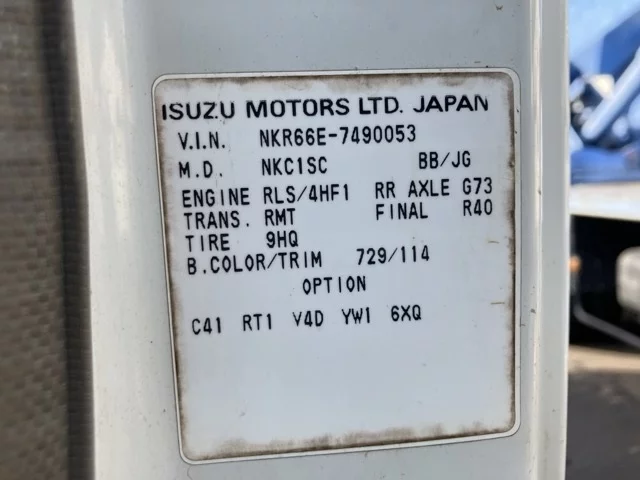 ISUZU MOTORS LTD. JAPAN
V.I.N. NKR66E-7490053
M.D. NKC1SC BB/JG
ENGINE RLS/4HF1 RR AXLE G73
TRANS. RMT FINAL R40
TIRE 9HQ
B.COLOR/TRIM 729/114
OPTION
C41 RT1 V4D YW1 6XQ